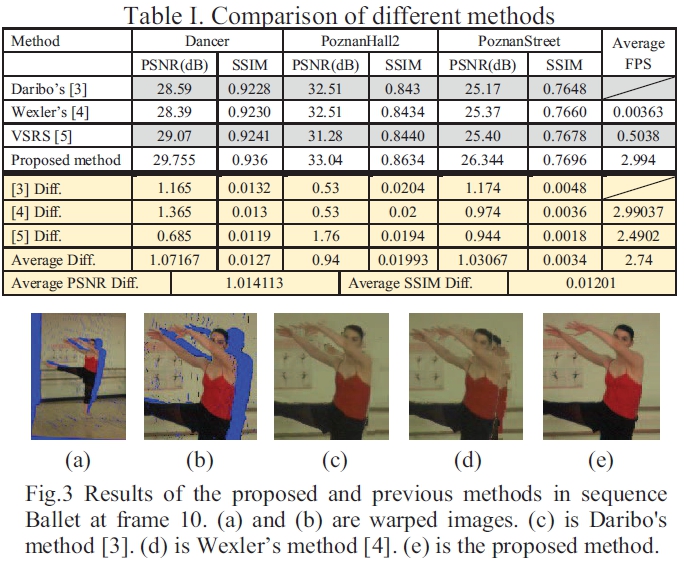 Table I. Comparison of different methods
Method Dancer PoznanHall2 PoznanStreet Average FPS
PSNR(dB) SSIM PSNR(dB) SSIM PSNR(dB) SSIM
Daribo's [3] 28.59 0.9228 32.51 0.843 25.17 0.7648
Wexler's [4] 28.39 0.9230 32.51 0.8434 25.37 0.7660 0.00363
VSRS [5] 29.07 0.9241 31.28 0.8440 25.40 0.7678 0.5038
Proposed method 29.755 0.936 33.04 0.8634 26.344 0.7696 2.994
[3] Diff. 1.165 0.0132 0.53 0.0204 1.174 0.0048
[4] Diff. 1.365 0.013 0.53 0.02 0.974 0.0036 2.99037
[5] Diff. 0.685 0.0119 1.76 0.0194 0.944 0.0018 2.4902
Average Diff. 1.07167 0.0127 0.94 0.01993 1.03067 0.0034 2.74
Average PSNR Diff. 1.014113 Average SSIM Diff. 0.01201
(a) (b) (c) (d) (e)
Fig.3 Results of the proposed and previous methods in sequence
Ballet at frame 10. (a) and (b) are warped images. (c) is Daribo's
method [3]. (d) is Wexler's method [4]. (e) is the proposed method.